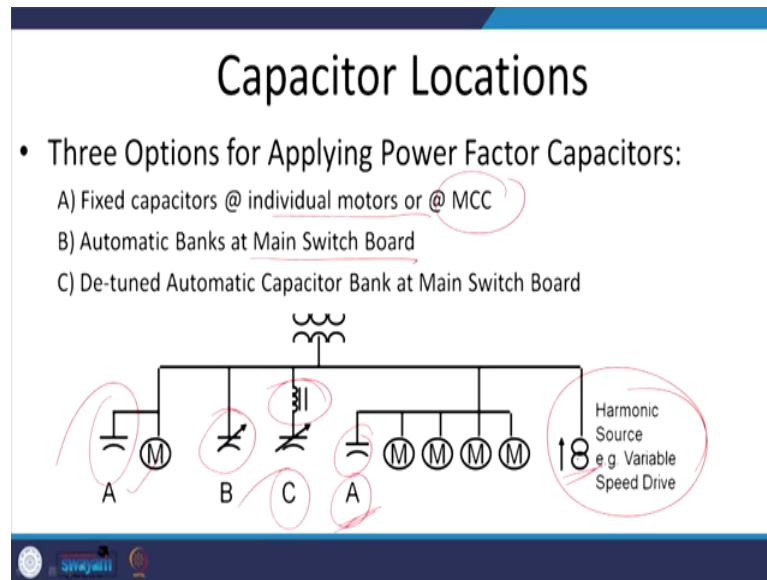 Capacitor Locations
• Three Options for Applying Power Factor Capacitors:
A) Fixed capacitors @ individual motors or @ MCC
B) Automatic Banks at Main Switch Board
C) De-tuned Automatic Capacitor Bank at Main Switch Board
A M B C A M M M M
Harmonic
Source
e.g. Variable
Speed Drive
swayam